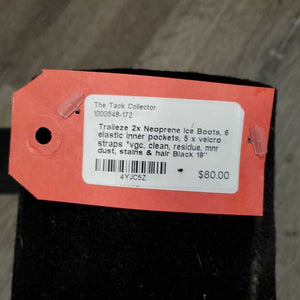 The Tack Collector
1000648-172
Traileze 2x Neoprene Ice Boots, 6
elastic inner pockets, 5 x velcro
straps *vgc, clean, residue, mnr
dust, stains & hair Black 19"
$80.00
4YJC5Z